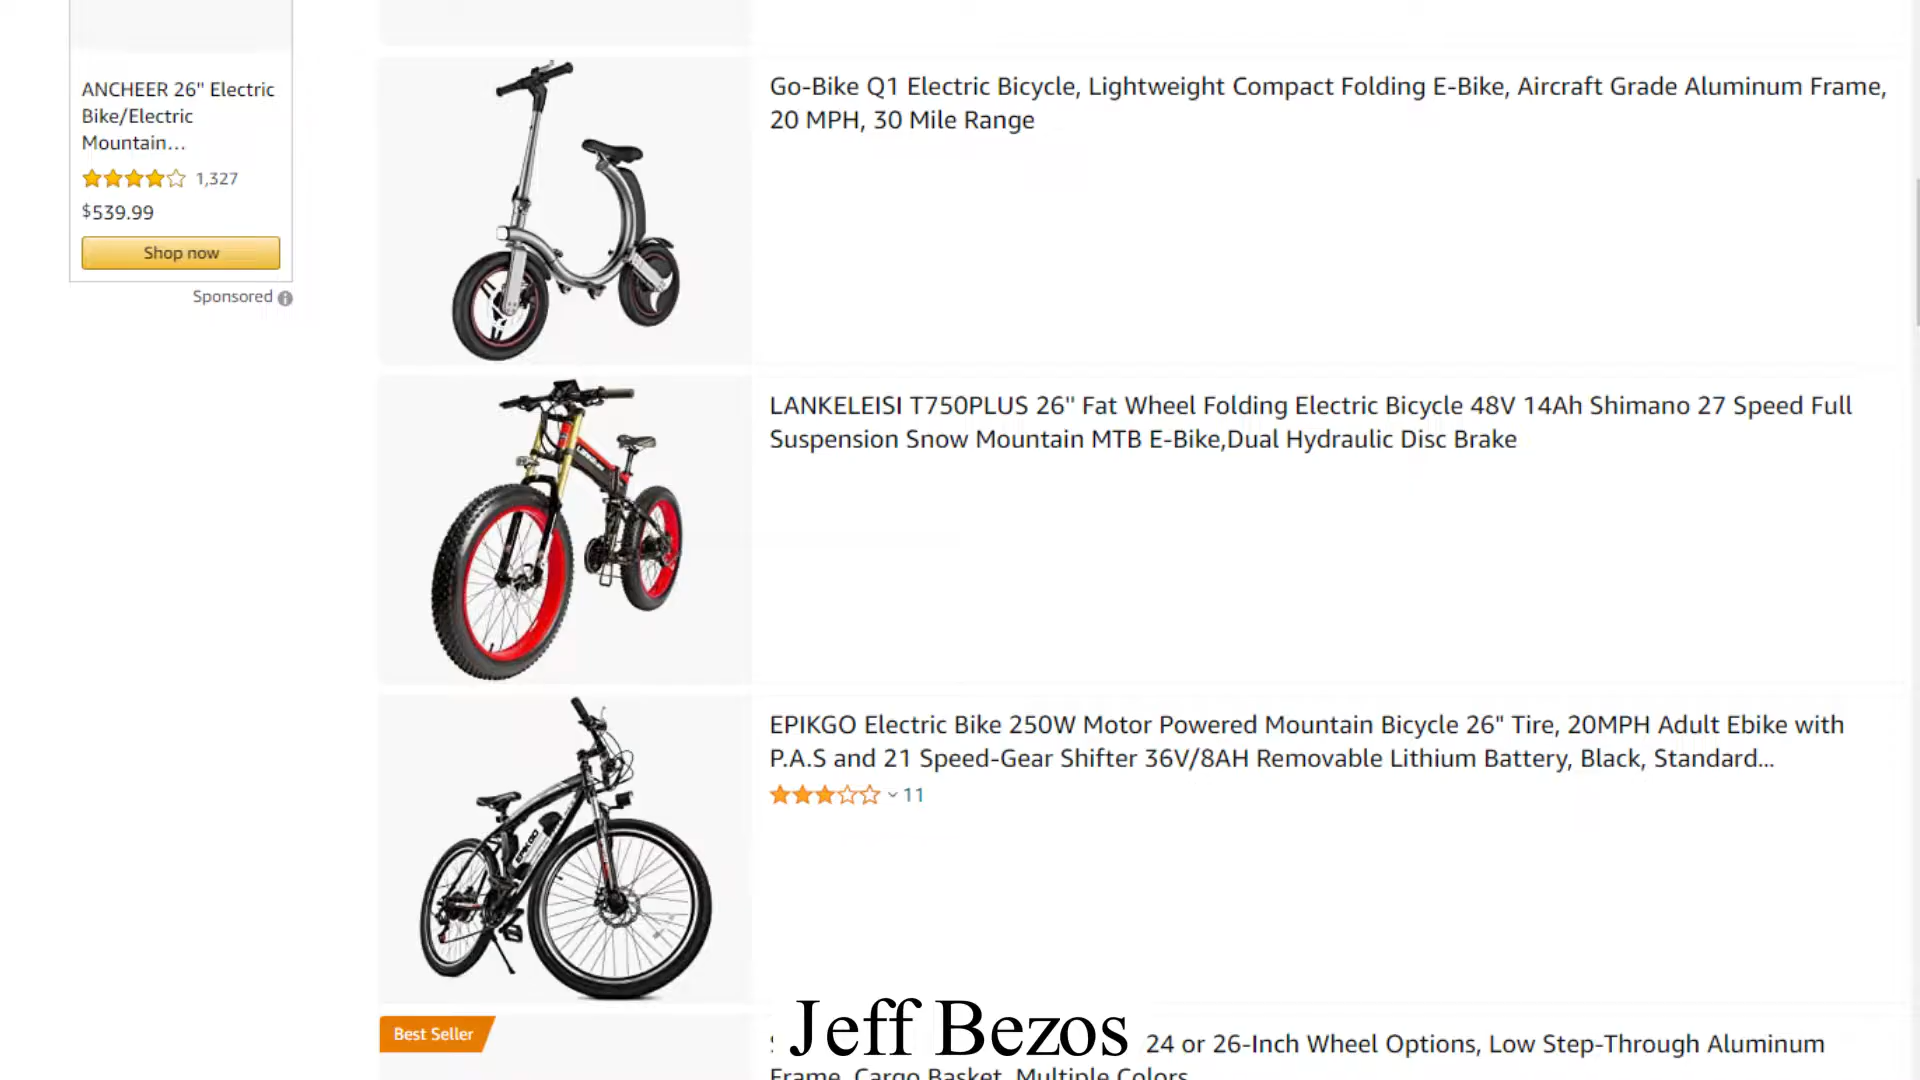 ANCHEER 26" Electric
Bike/Electric
Mountain...
1,327
$539.99
Shop now
Sponsored
Go-Bike Q1 Electric Bicycle, Lightweight Compact Folding E-Bike, Aircraft Grade Aluminum Frame,
20 MPH, 30 Mile Range
LANKELEISI T750PLUS 26" Fat Wheel Folding Electric Bicycle 48V 14Ah Shimano 27 Speed Full
Suspension Snow Mountain MTB E-Bike,Dual Hydraulic Disc Brake
EPIKGO Electric Bike 250W Motor Powered Mountain Bicycle 26" Tire, 20MPH Adult Ebike with
P.A.S and 21 Speed-Gear Shifter 36V/8AH Removable Lithium Battery, Black, Standard...
11
EPIKGO
Best Seller
Jeff Bezos
24 or 26-Inch Wheel Options, Low Step-Through Aluminum
Frame, Cargo Basket, Multiple Colors